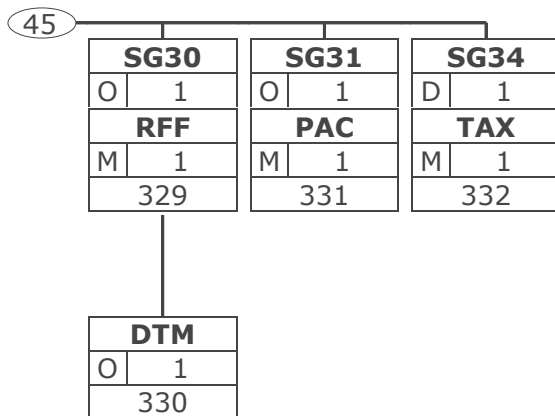 45
SG30 SG31 SG34
O 1 O 1 D 1
RFF PAC TAX
M 1 M 1 M 1
329 331 332
DTM
O 1
330